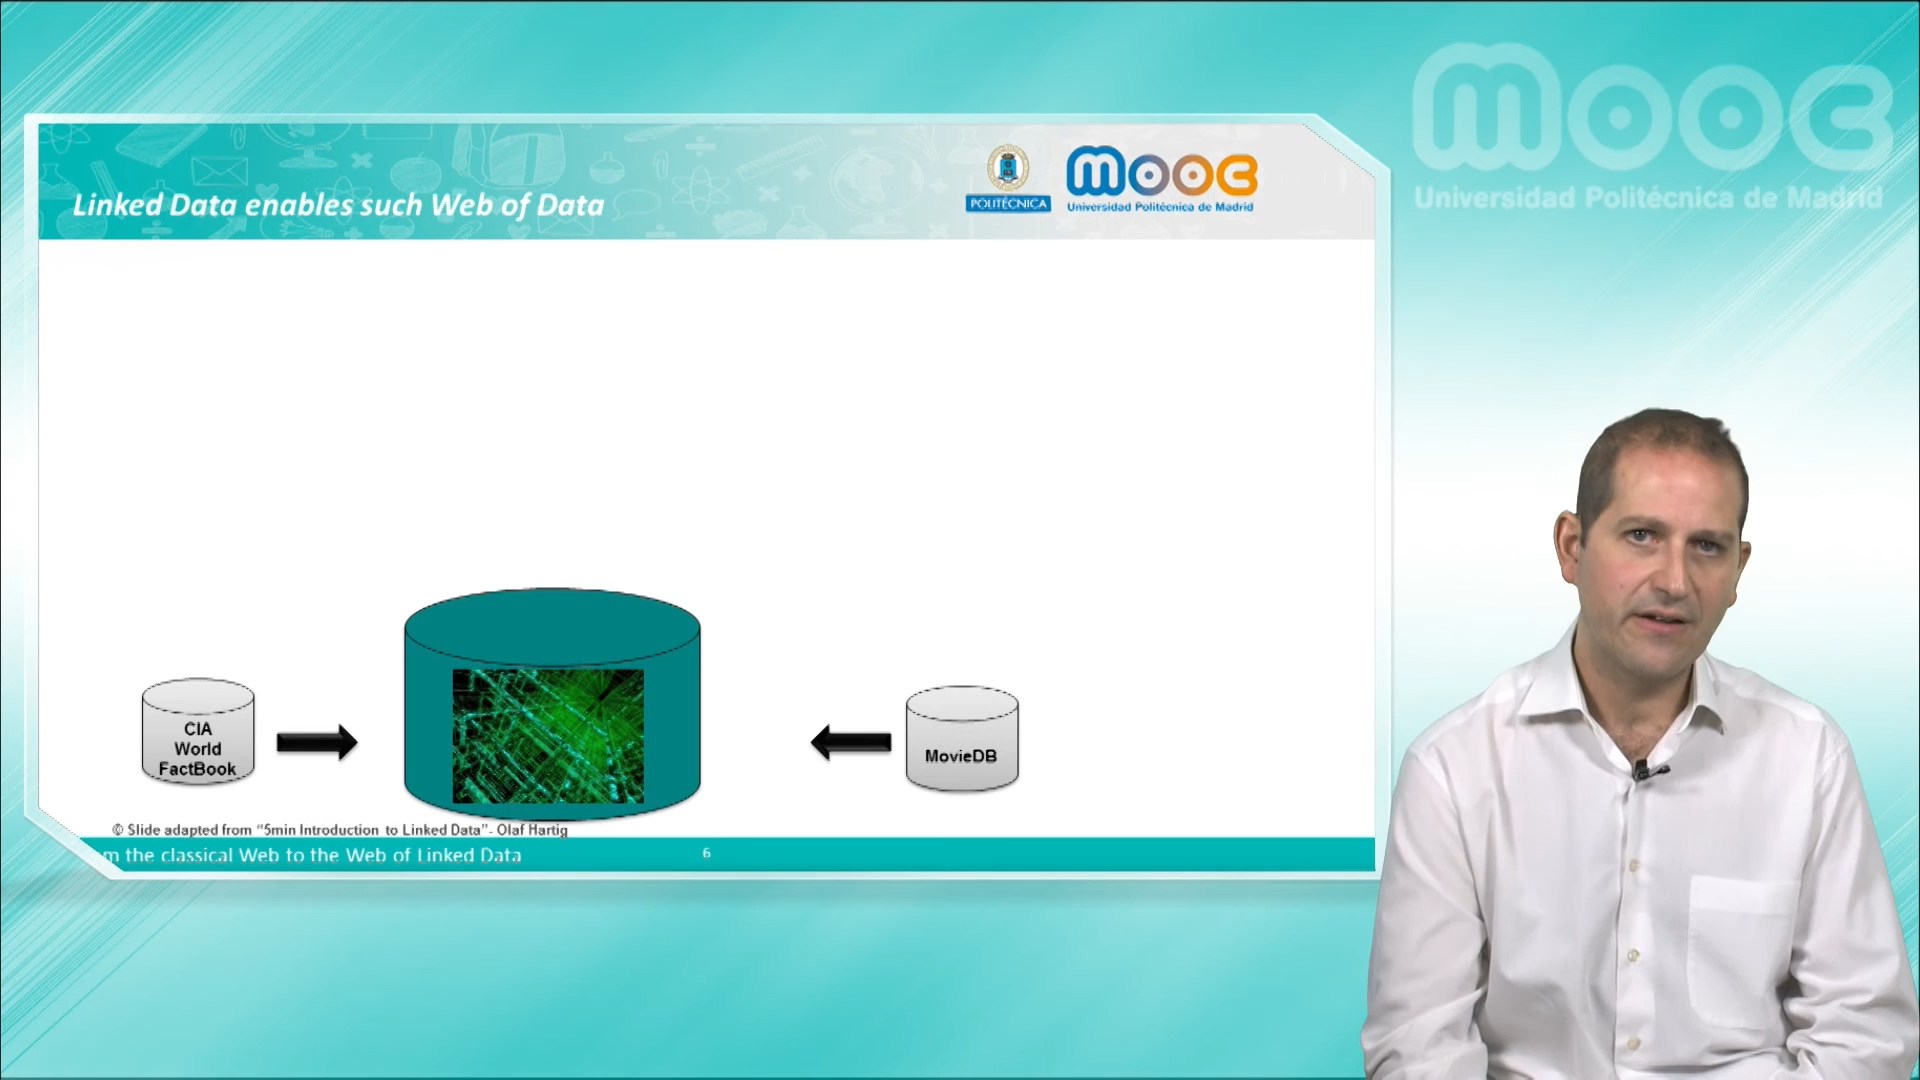 mooc
Universidad Politécnica de Madrid
Linked Data enables such Web of Data
POLITÉCNICA
mooc
Universidad Politécnica de Madrid
CIA
World
FactBook
MovieDB
© Slide adapted from “5min Introduction to Linked Data”- Olaf Hartig
m the classical Web to the Web of Linked Data
6